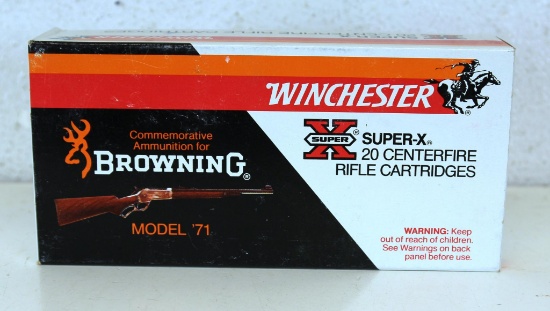 WINCHESTER®
Commemorative
Ammunition for
BROWNING®
MODEL '71
X SUPER®
SUPER-X®
20 CENTERFIRE
RIFLE CARTRIDGES
WARNING: Keep
out of reach of children.
See Warnings on back
panel before use.